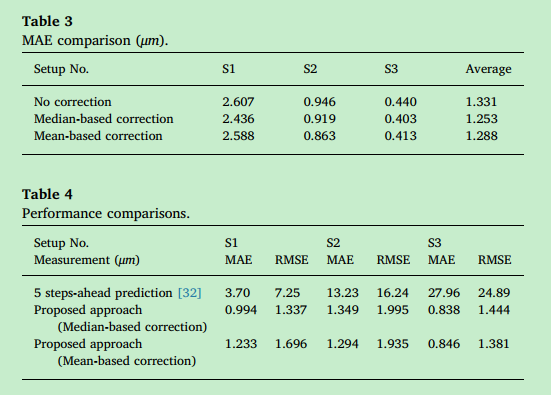 Table 3
MAE comparison (μm).
Setup No. S1 S2 S3 Average
No correction 2.607 0.946 0.440 1.331
Median-based correction 2.436 0.919 0.403 1.253
Mean-based correction 2.588 0.863 0.413 1.288
Table 4
Performance comparisons.
Setup No. S1 S2 S3
Measurement (μm) MAE RMSE MAE RMSE MAE RMSE
5 steps-ahead prediction [32] 3.70 7.25 13.23 16.24 27.96 24.89
Proposed approach 0.994 1.337 1.349 1.995 0.838 1.444
(Median-based correction)
Proposed approach 1.233 1.696 1.294 1.935 0.846 1.381
(Mean-based correction)